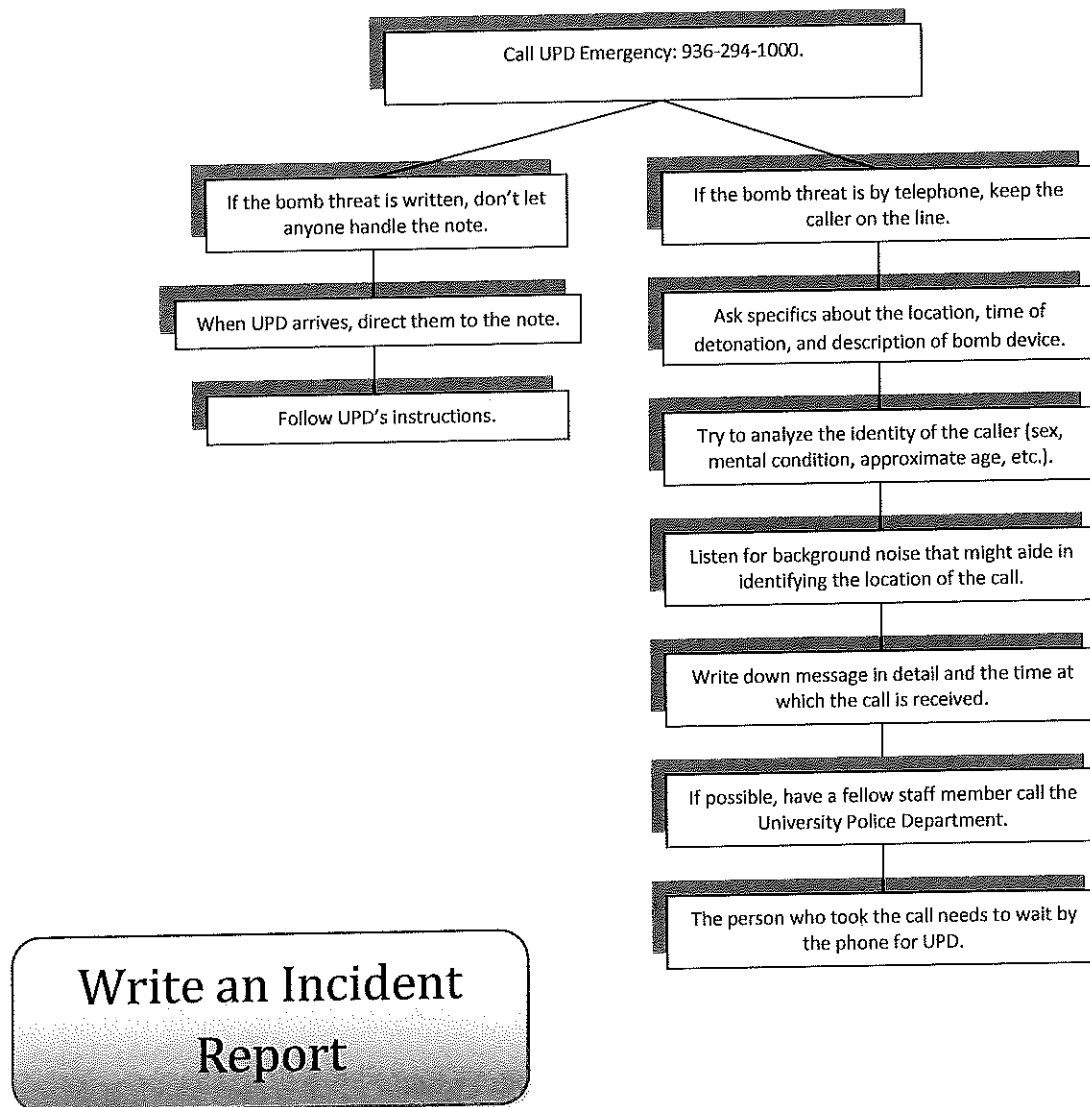 Call UPD Emergency: 936-294-1000.
If the bomb threat is written, don't let
anyone handle the note.
When UPD arrives, direct them to the note.
Follow UPD's instructions.
If the bomb threat is by telephone, keep the
caller on the line.
Ask specifics about the location, time of
detonation, and description of bomb device.
Try to analyze the identity of the caller (sex,
mental condition, approximate age, etc.).
Listen for background noise that might aide in
identifying the location of the call.
Write down message in detail and the time at
which the call is received.
If possible, have a fellow staff member call the
University Police Department.
The person who took the call needs to wait by
the phone for UPD.
Write an Incident
Report